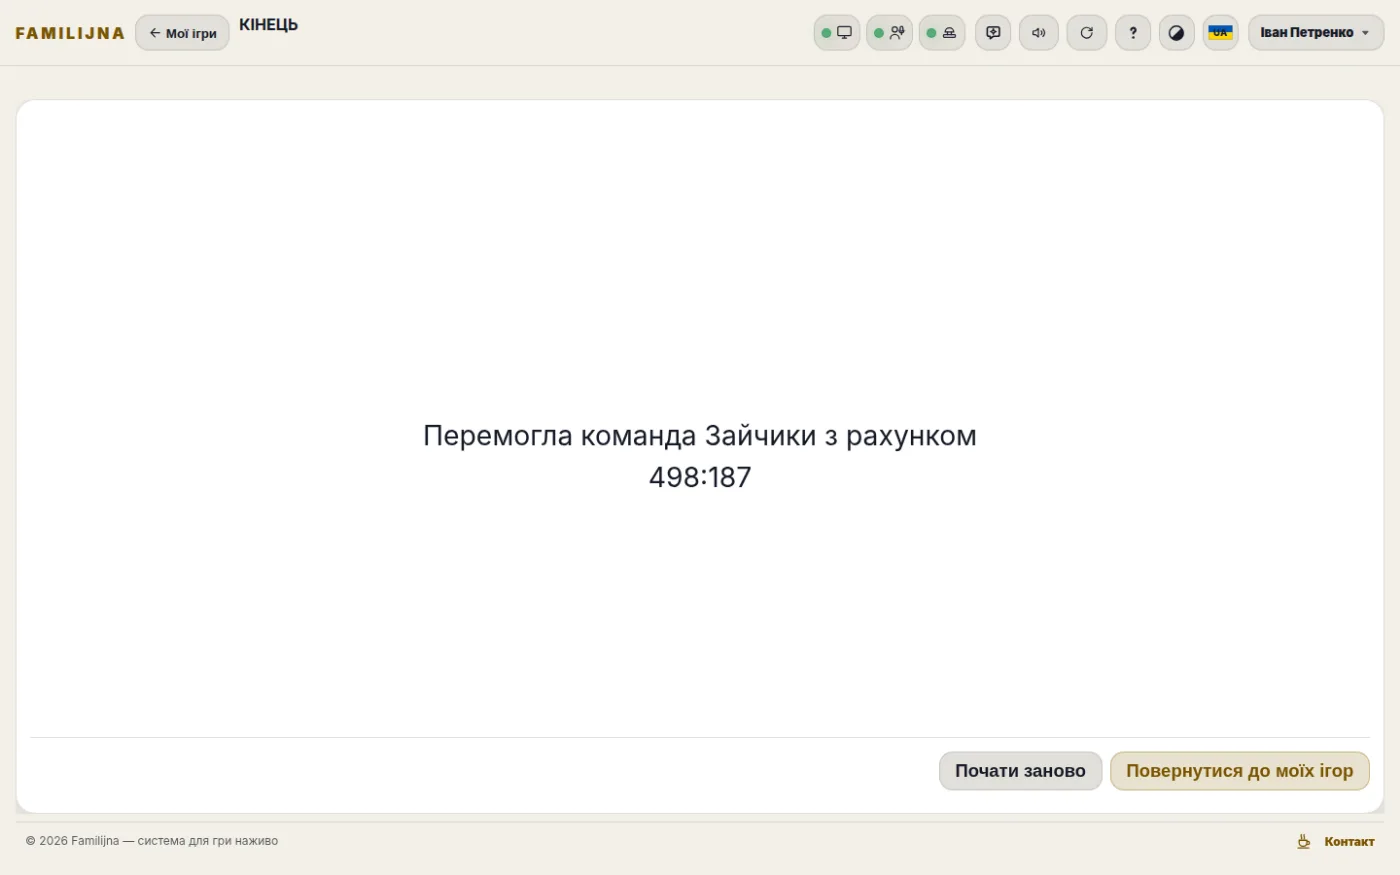 FAMILIJNA
← Мої ігри
КІНЕЦЬ
?
UA
Іван Петренко
Перемогла команда Зайчики з рахунком
498:187
Почати заново
Повернутися до моїх ігор
© 2026 Familijna — система для гри наживо
Контакт